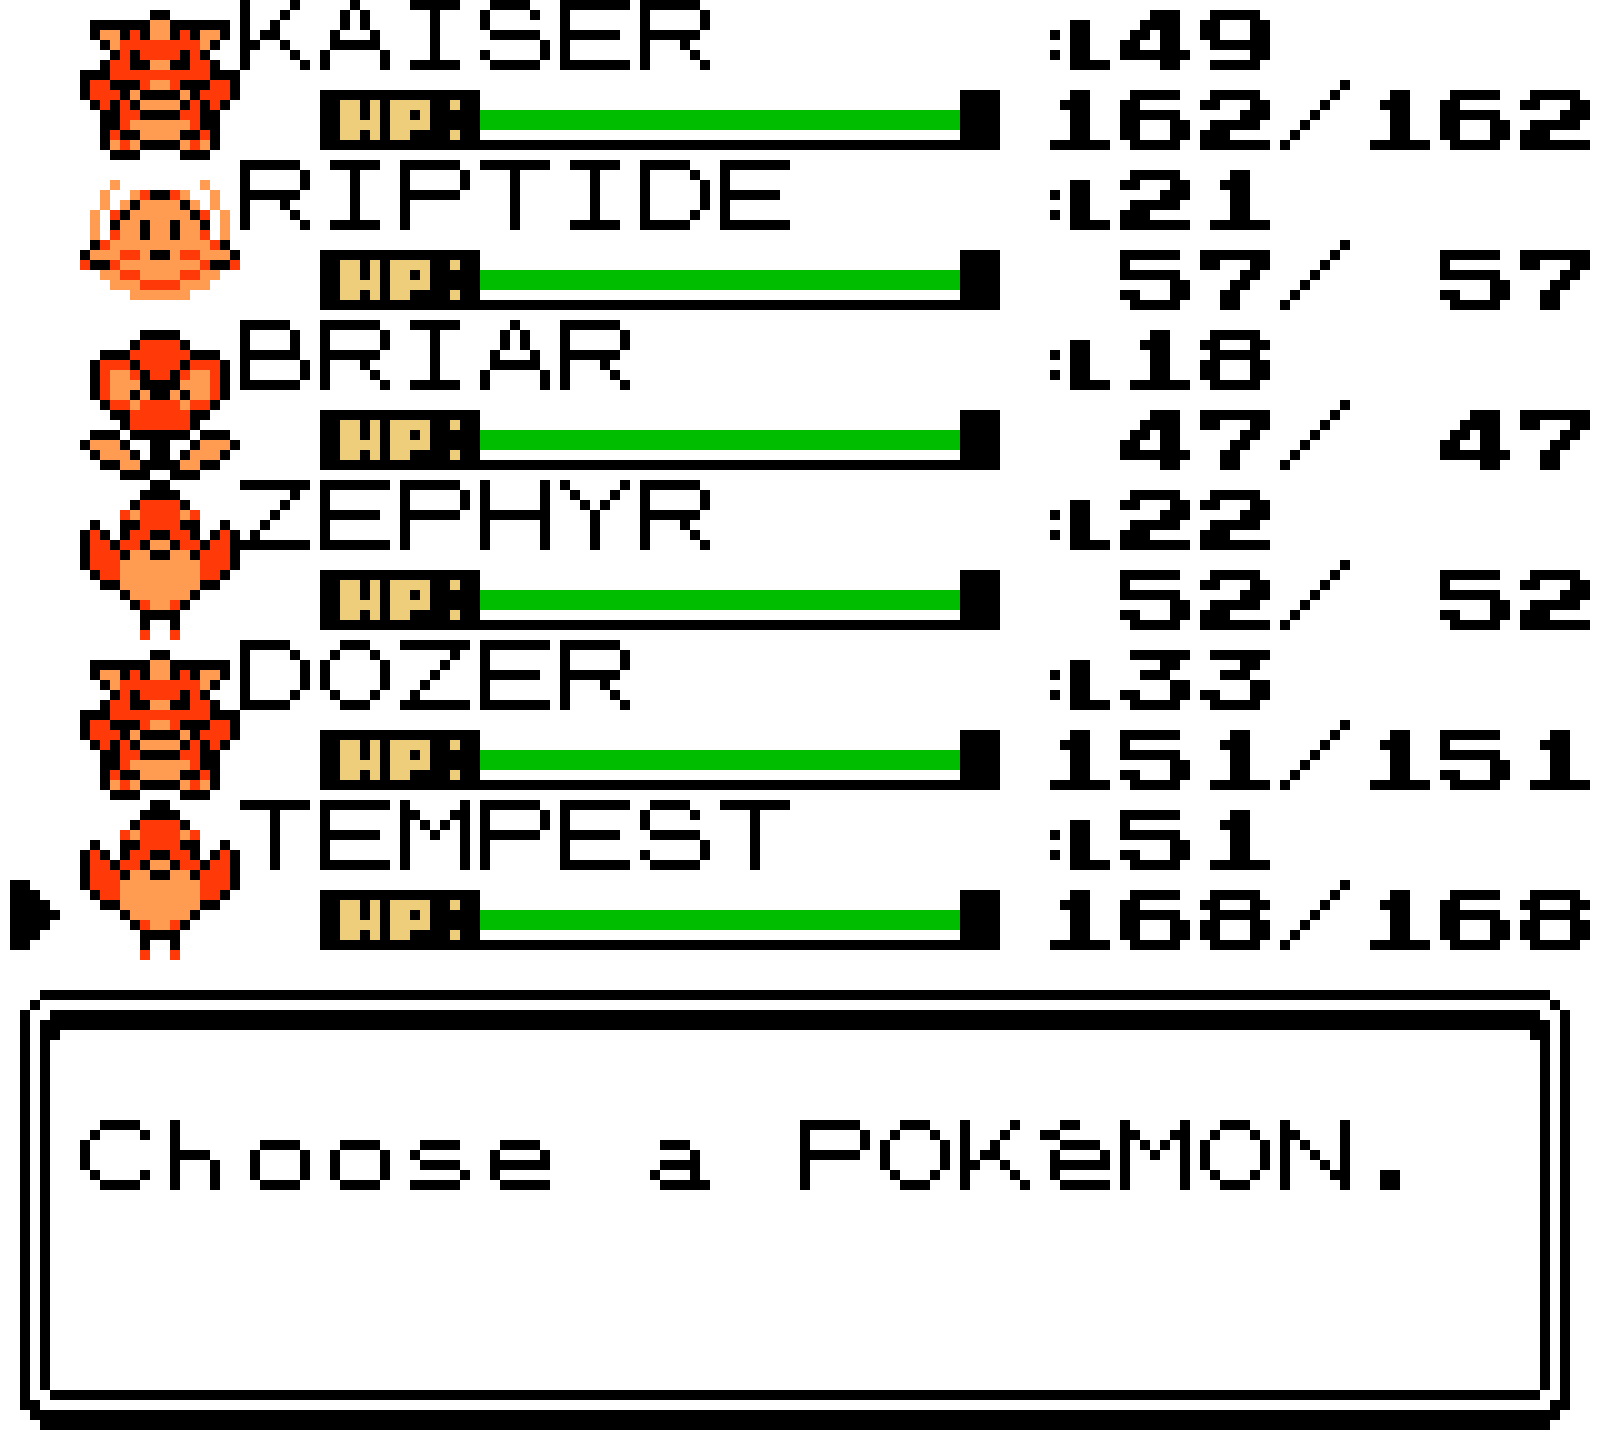 KAISER :L49
HP: 162/162
RIPTIDE :L21
HP: 57/ 57
BRIAR :L18
HP: 47/ 47
ZEPHYR :L22
HP: 52/ 52
DOZER :L33
HP: 151/151
TEMPEST :L51
HP: 168/168
Choose a POKéMON.